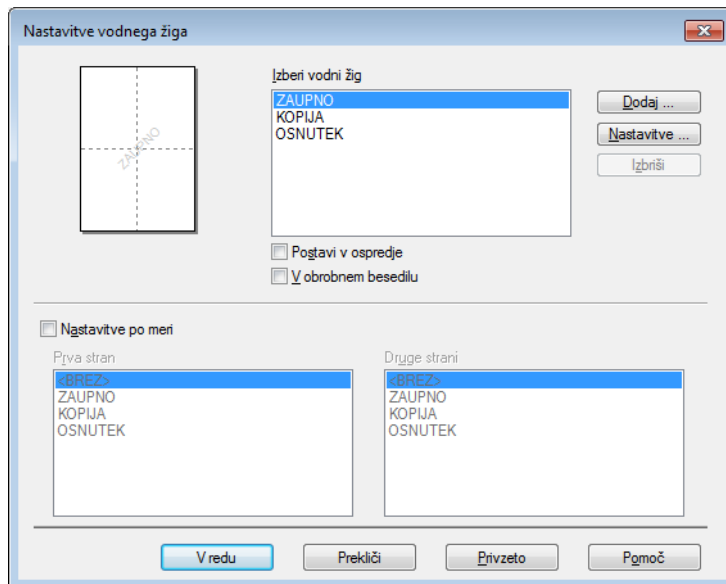 Nastavitve vodnega žiga
Izberi vodni žig
ZAUPNO
ZAUPNO
KOPIJA
OSNUTEK
Dodaj ...
Nastavitve ...
Izbriši
Postavi v ospredje
V obrobnem besedilu
Nastavitve po meri
Prva stran
<BREZ>
ZAUPNO
KOPIJA
OSNUTEK
Druge strani
<BREZ>
ZAUPNO
KOPIJA
OSNUTEK
V redu
Prekliči
Privzeto
Pomoč